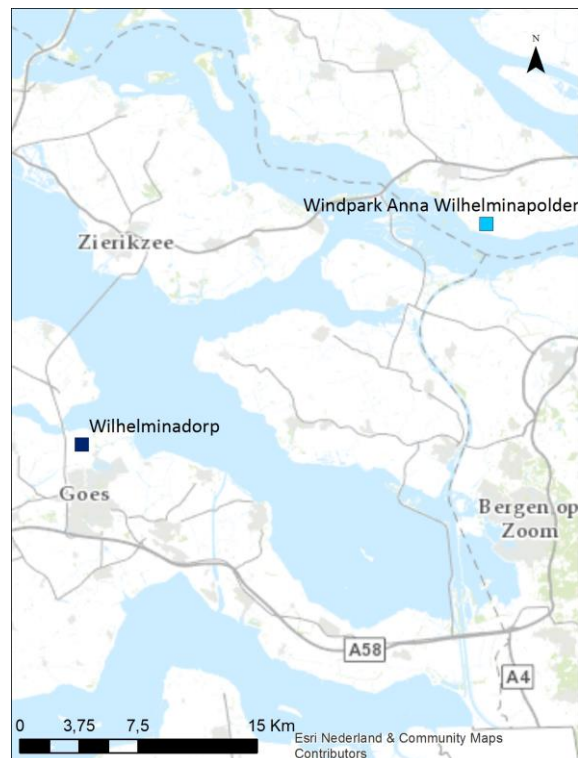 N
Windpark Anna Wilhelminapolder
Zierikzee
Wilhelminadorp
Goes
Bergen op
Zoom
A58
A4
0 3,75 7,5 15 Km
Esri Nederland & Community Maps
Contributors